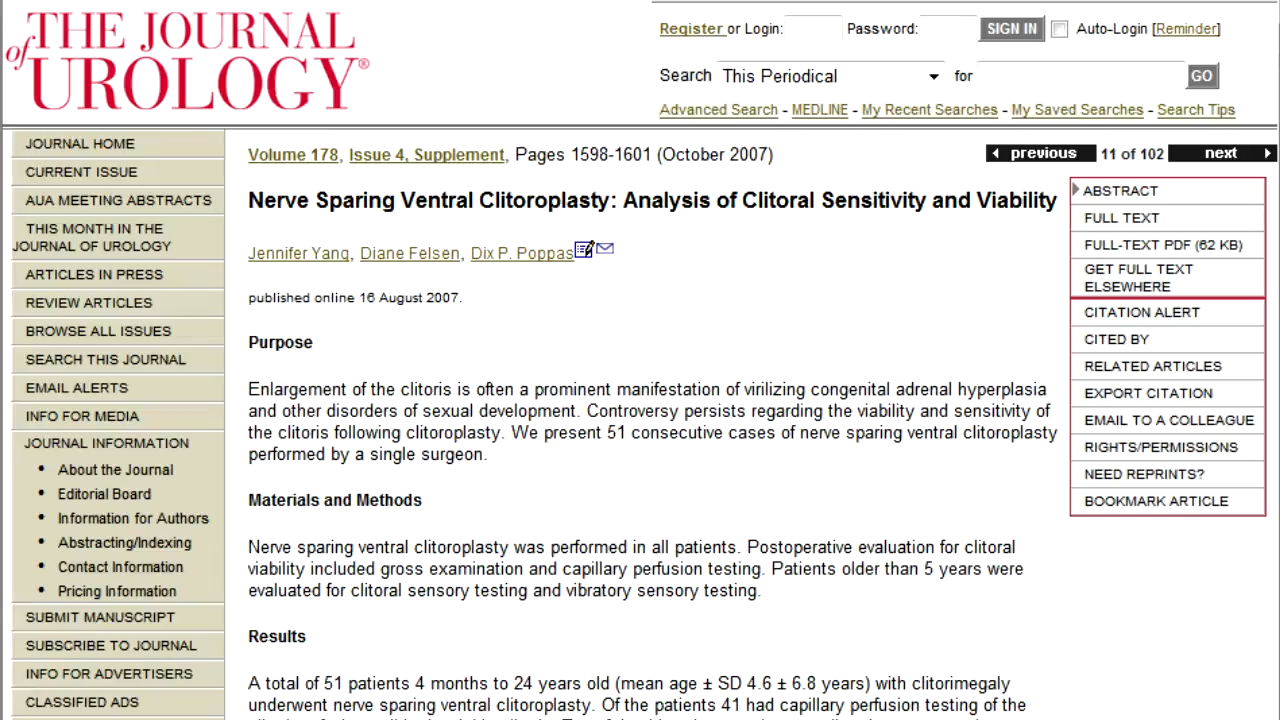 THE JOURNAL
of UROLOGY®
Register or Login: Password: SIGN IN Auto-Login [Reminder]
Search This Periodical for GO
Advanced Search - MEDLINE - My Recent Searches - My Saved Searches - Search Tips
JOURNAL HOME
CURRENT ISSUE
AUA MEETING ABSTRACTS
THIS MONTH IN THE
JOURNAL OF UROLOGY
ARTICLES IN PRESS
REVIEW ARTICLES
BROWSE ALL ISSUES
SEARCH THIS JOURNAL
EMAIL ALERTS
INFO FOR MEDIA
JOURNAL INFORMATION
• About the Journal
• Editorial Board
• Information for Authors
• Abstracting/Indexing
• Contact Information
• Pricing Information
SUBMIT MANUSCRIPT
SUBSCRIBE TO JOURNAL
INFO FOR ADVERTISERS
CLASSIFIED ADS
Volume 178, Issue 4, Supplement, Pages 1598-1601 (October 2007)
previous 11 of 102 next
Nerve Sparing Ventral Clitoroplasty: Analysis of Clitoral Sensitivity and Viability
Jennifer Yang, Diane Felsen, Dix P. Poppas
published online 16 August 2007.
Purpose
Enlargement of the clitoris is often a prominent manifestation of virilizing congenital adrenal hyperplasia
and other disorders of sexual development. Controversy persists regarding the viability and sensitivity of
the clitoris following clitoroplasty. We present 51 consecutive cases of nerve sparing ventral clitoroplasty
performed by a single surgeon.
Materials and Methods
Nerve sparing ventral clitoroplasty was performed in all patients. Postoperative evaluation for clitoral
viability included gross examination and capillary perfusion testing. Patients older than 5 years were
evaluated for clitoral sensory testing and vibratory sensory testing.
Results
A total of 51 patients 4 months to 24 years old (mean age ± SD 4.6 ± 6.8 years) with clitorimegaly
underwent nerve sparing ventral clitoroplasty. Of the patients 41 had capillary perfusion testing of the
ABSTRACT
FULL TEXT
FULL-TEXT PDF (62 KB)
GET FULL TEXT
ELSEWHERE
CITATION ALERT
CITED BY
RELATED ARTICLES
EXPORT CITATION
EMAIL TO A COLLEAGUE
RIGHTS/PERMISSIONS
NEED REPRINTS?
BOOKMARK ARTICLE